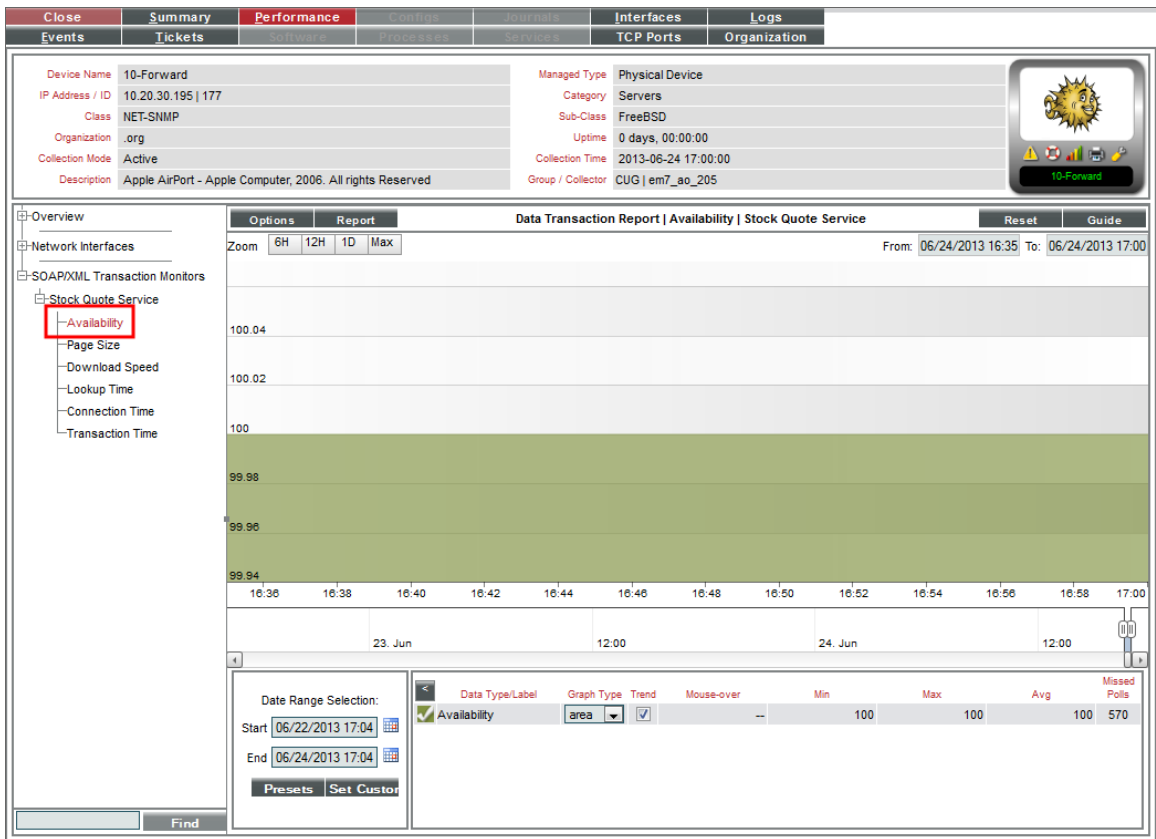 Close Summary Performance Configs Journals Interfaces Logs
Events Tickets Software Processes Services TCP Ports Organization
Device Name 10-Forward Managed Type Physical Device
IP Address / ID 10.20.30.195 | 177 Category Servers
Class NET-SNMP Sub-Class FreeBSD
Organization .org Uptime 0 days, 00:00:00
Collection Mode Active Collection Time 2013-06-24 17:00:00
Description Apple AirPort - Apple Computer, 2006. All rights Reserved Group / Collector CUG | em7_ao_205
10-Forward
Overview
Network Interfaces
SOAP/XML Transaction Monitors
Stock Quote Service
Availability
Page Size
Download Speed
Lookup Time
Connection Time
Transaction Time
Find
Options Report Data Transaction Report | Availability | Stock Quote Service Reset Guide
Zoom 6H 12H 1D Max From: 06/24/2013 16:35 To: 06/24/2013 17:00
100.04
100.02
100
99.98
99.96
99.94
16:36 16:38 16:40 16:42 16:44 16:46 16:48 16:50 16:52 16:54 16:56 16:58 17:00
23. Jun 12:00 24. Jun 12:00
Date Range Selection:
Start 06/22/2013 17:04
End 06/24/2013 17:04
Presets Set Custor
< Data Type/Label Graph Type Trend Mouse-over Min Max Avg Missed Polls
Availability area -- 100 100 100 570